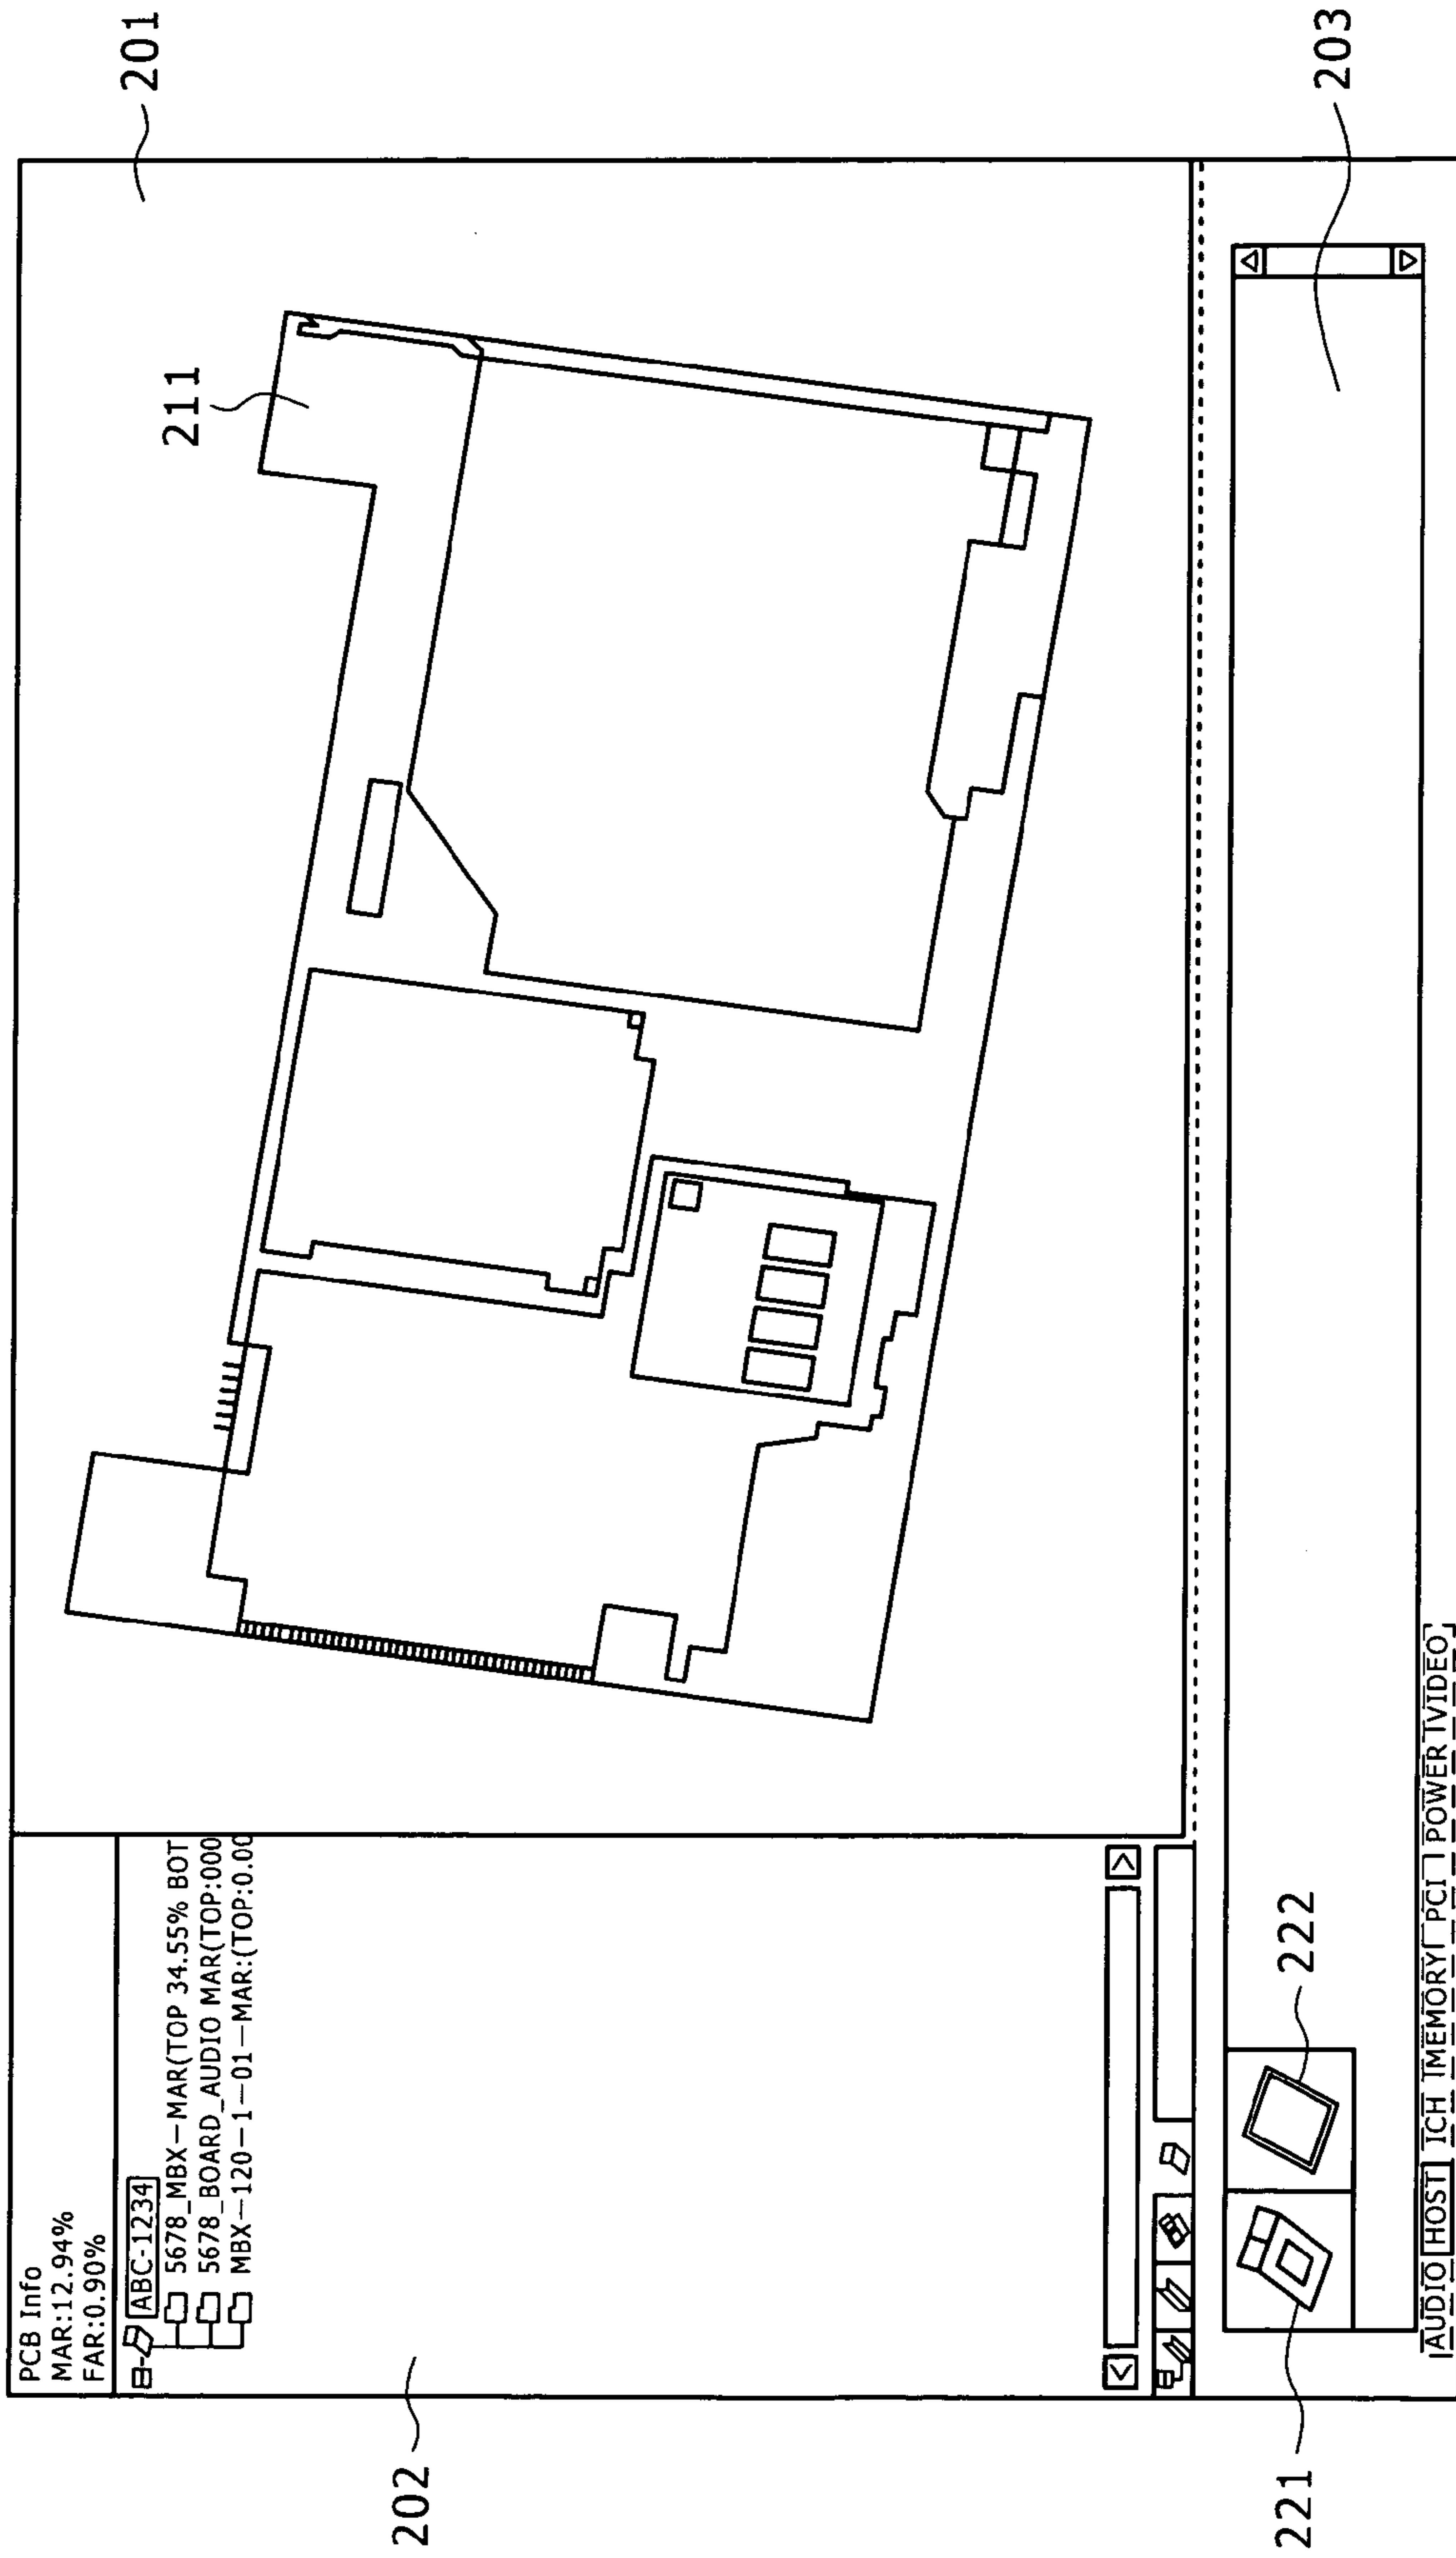 201
211
203
PCB Info
MAR:12.94%
FAR:0.90%
ABC-1234
5678_MBX-MAR(TOP 34.55% BOT
5678_BOARD_AUDIO MAR(TOP:000
MBX-120-1-01-MAR:(TOP:0.00
202
222
221
AUDIO HOST ICH MEMORY PCI POWER VIDEO